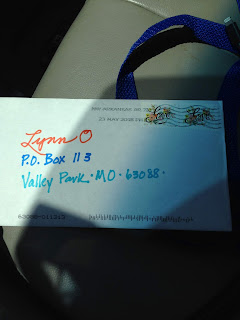 Lynn O
P.O. Box 113
Valley Park • MO • 63088 •